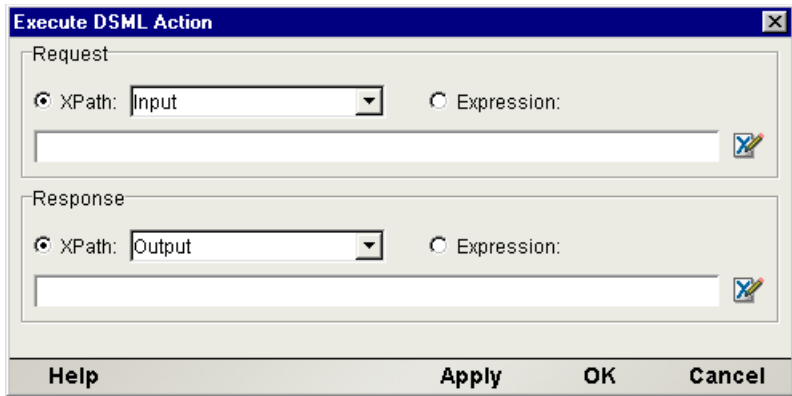 Execute DSML Action
Request
XPath: Input Expression:
Response
XPath: Output Expression:
Help Apply OK Cancel